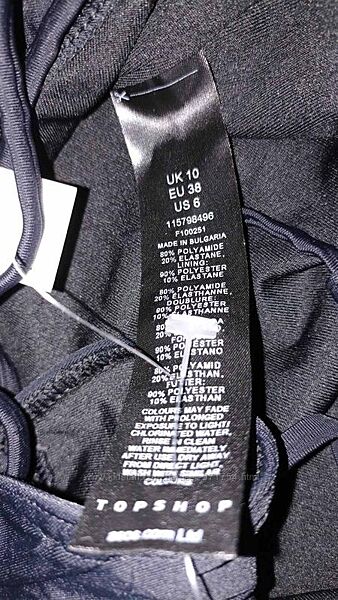 UK 10
EU 38
US 6
115798496
F100251
MADE IN BULGARIA
80% POLYAMIDE
20% ELASTANE.
LINING:
90% POLYESTER
10% ELASTANE
80% POLYAMIDE
20% ELASTHANNE.
DOUBLURE:
90% POLYESTER
10% ELASTHANNE
80%
20%
90% POLYESTER
10% ELASTANO
80% POLYAMID
20% ELASTHAN.
FUTTER:
90% POLYESTER
10% ELASTHAN
COLOURS MAY FADE
WITH PROLONGED
EXPOSURE TO LIGHT/
CHLORINATED WATER,
RINSE IN CLEAN
WATER IMMEDIATELY
AFTER USE DRY AWAY
FROM DIRECT LIGHT.
WASH WITH SIMILAR
COLOURS.
TOPSHOP
asos.com Ltd